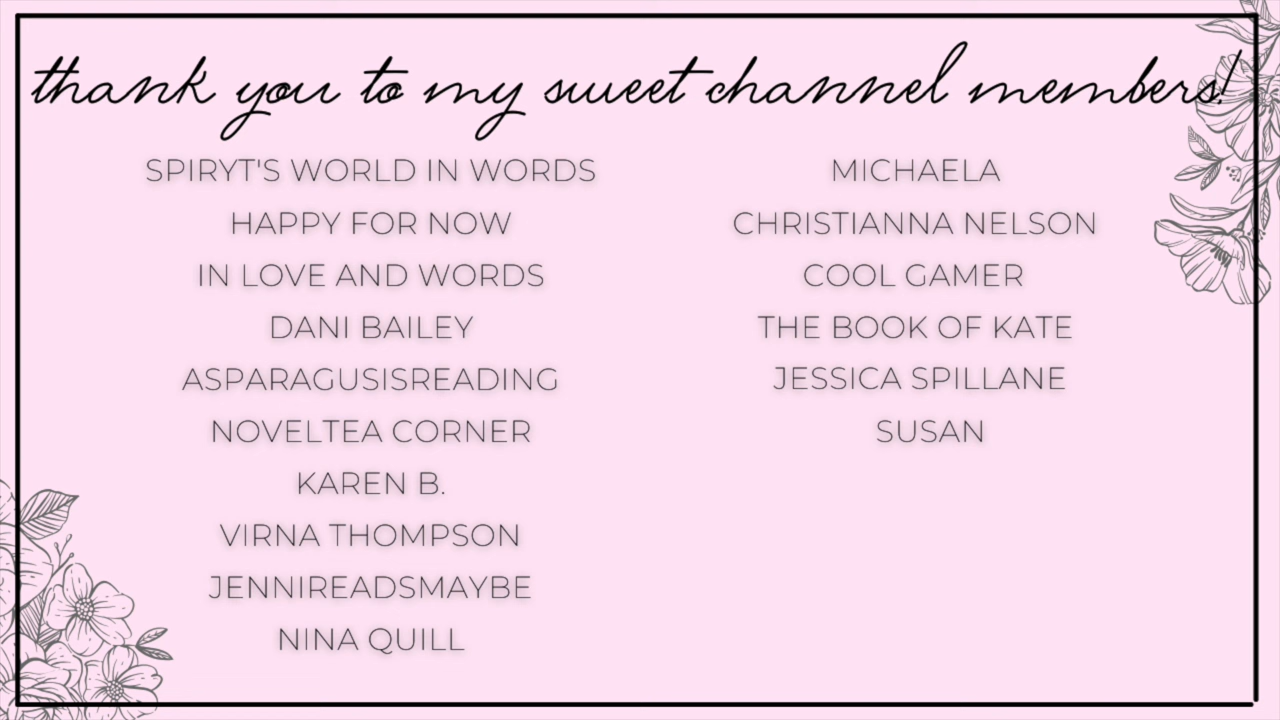 thank you to my sweet channel members!
SPIRYT'S WORLD IN WORDS
HAPPY FOR NOW
IN LOVE AND WORDS
DANI BAILEY
ASPARAGUSISREADING
NOVELTEA CORNER
KAREN B.
VIRNA THOMPSON
JENNIREADSMAYBE
NINA QUILL
MICHAELA
CHRISTIANNA NELSON
COOL GAMER
THE BOOK OF KATE
JESSICA SPILLANE
SUSAN